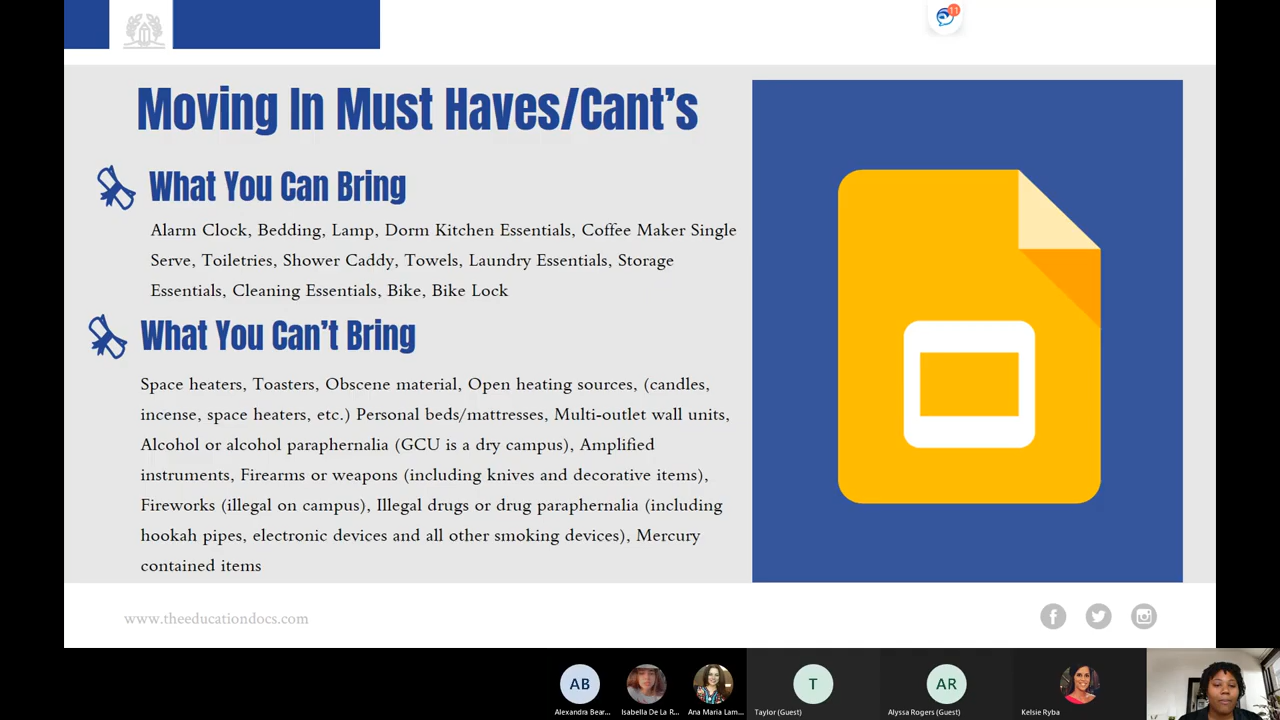 11
Moving In Must Haves/Cant's
What You Can Bring
Alarm Clock, Bedding, Lamp, Dorm Kitchen Essentials, Coffee Maker Single
Serve, Toiletries, Shower Caddy, Towels, Laundry Essentials, Storage
Essentials, Cleaning Essentials, Bike, Bike Lock
What You Can't Bring
Space heaters, Toasters, Obscene material, Open heating sources, (candles,
incense, space heaters, etc.) Personal beds/mattresses, Multi-outlet wall units,
Alcohol or alcohol paraphernalia (GCU is a dry campus), Amplified
instruments, Firearms or weapons (including knives and decorative items),
Fireworks (illegal on campus), Illegal drugs or drug paraphernalia (including
hookah pipes, electronic devices and all other smoking devices), Mercury
contained items
www.theeducationdocs.com
AB
T
AR
Alexandra Bear...
Isabella De La R...
Ana Maria Lam...
Taylor (Guest)
Alyssa Rogers (Guest)
Kelsie Ryba